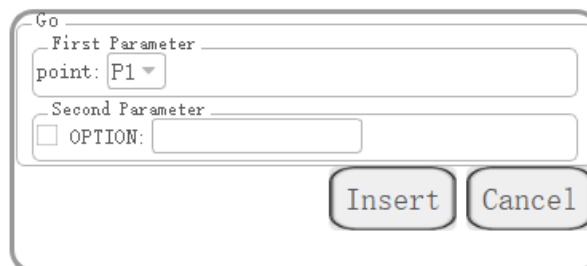 Go
First Parameter
point: P1
Second Parameter
OPTION:
Insert Cancel